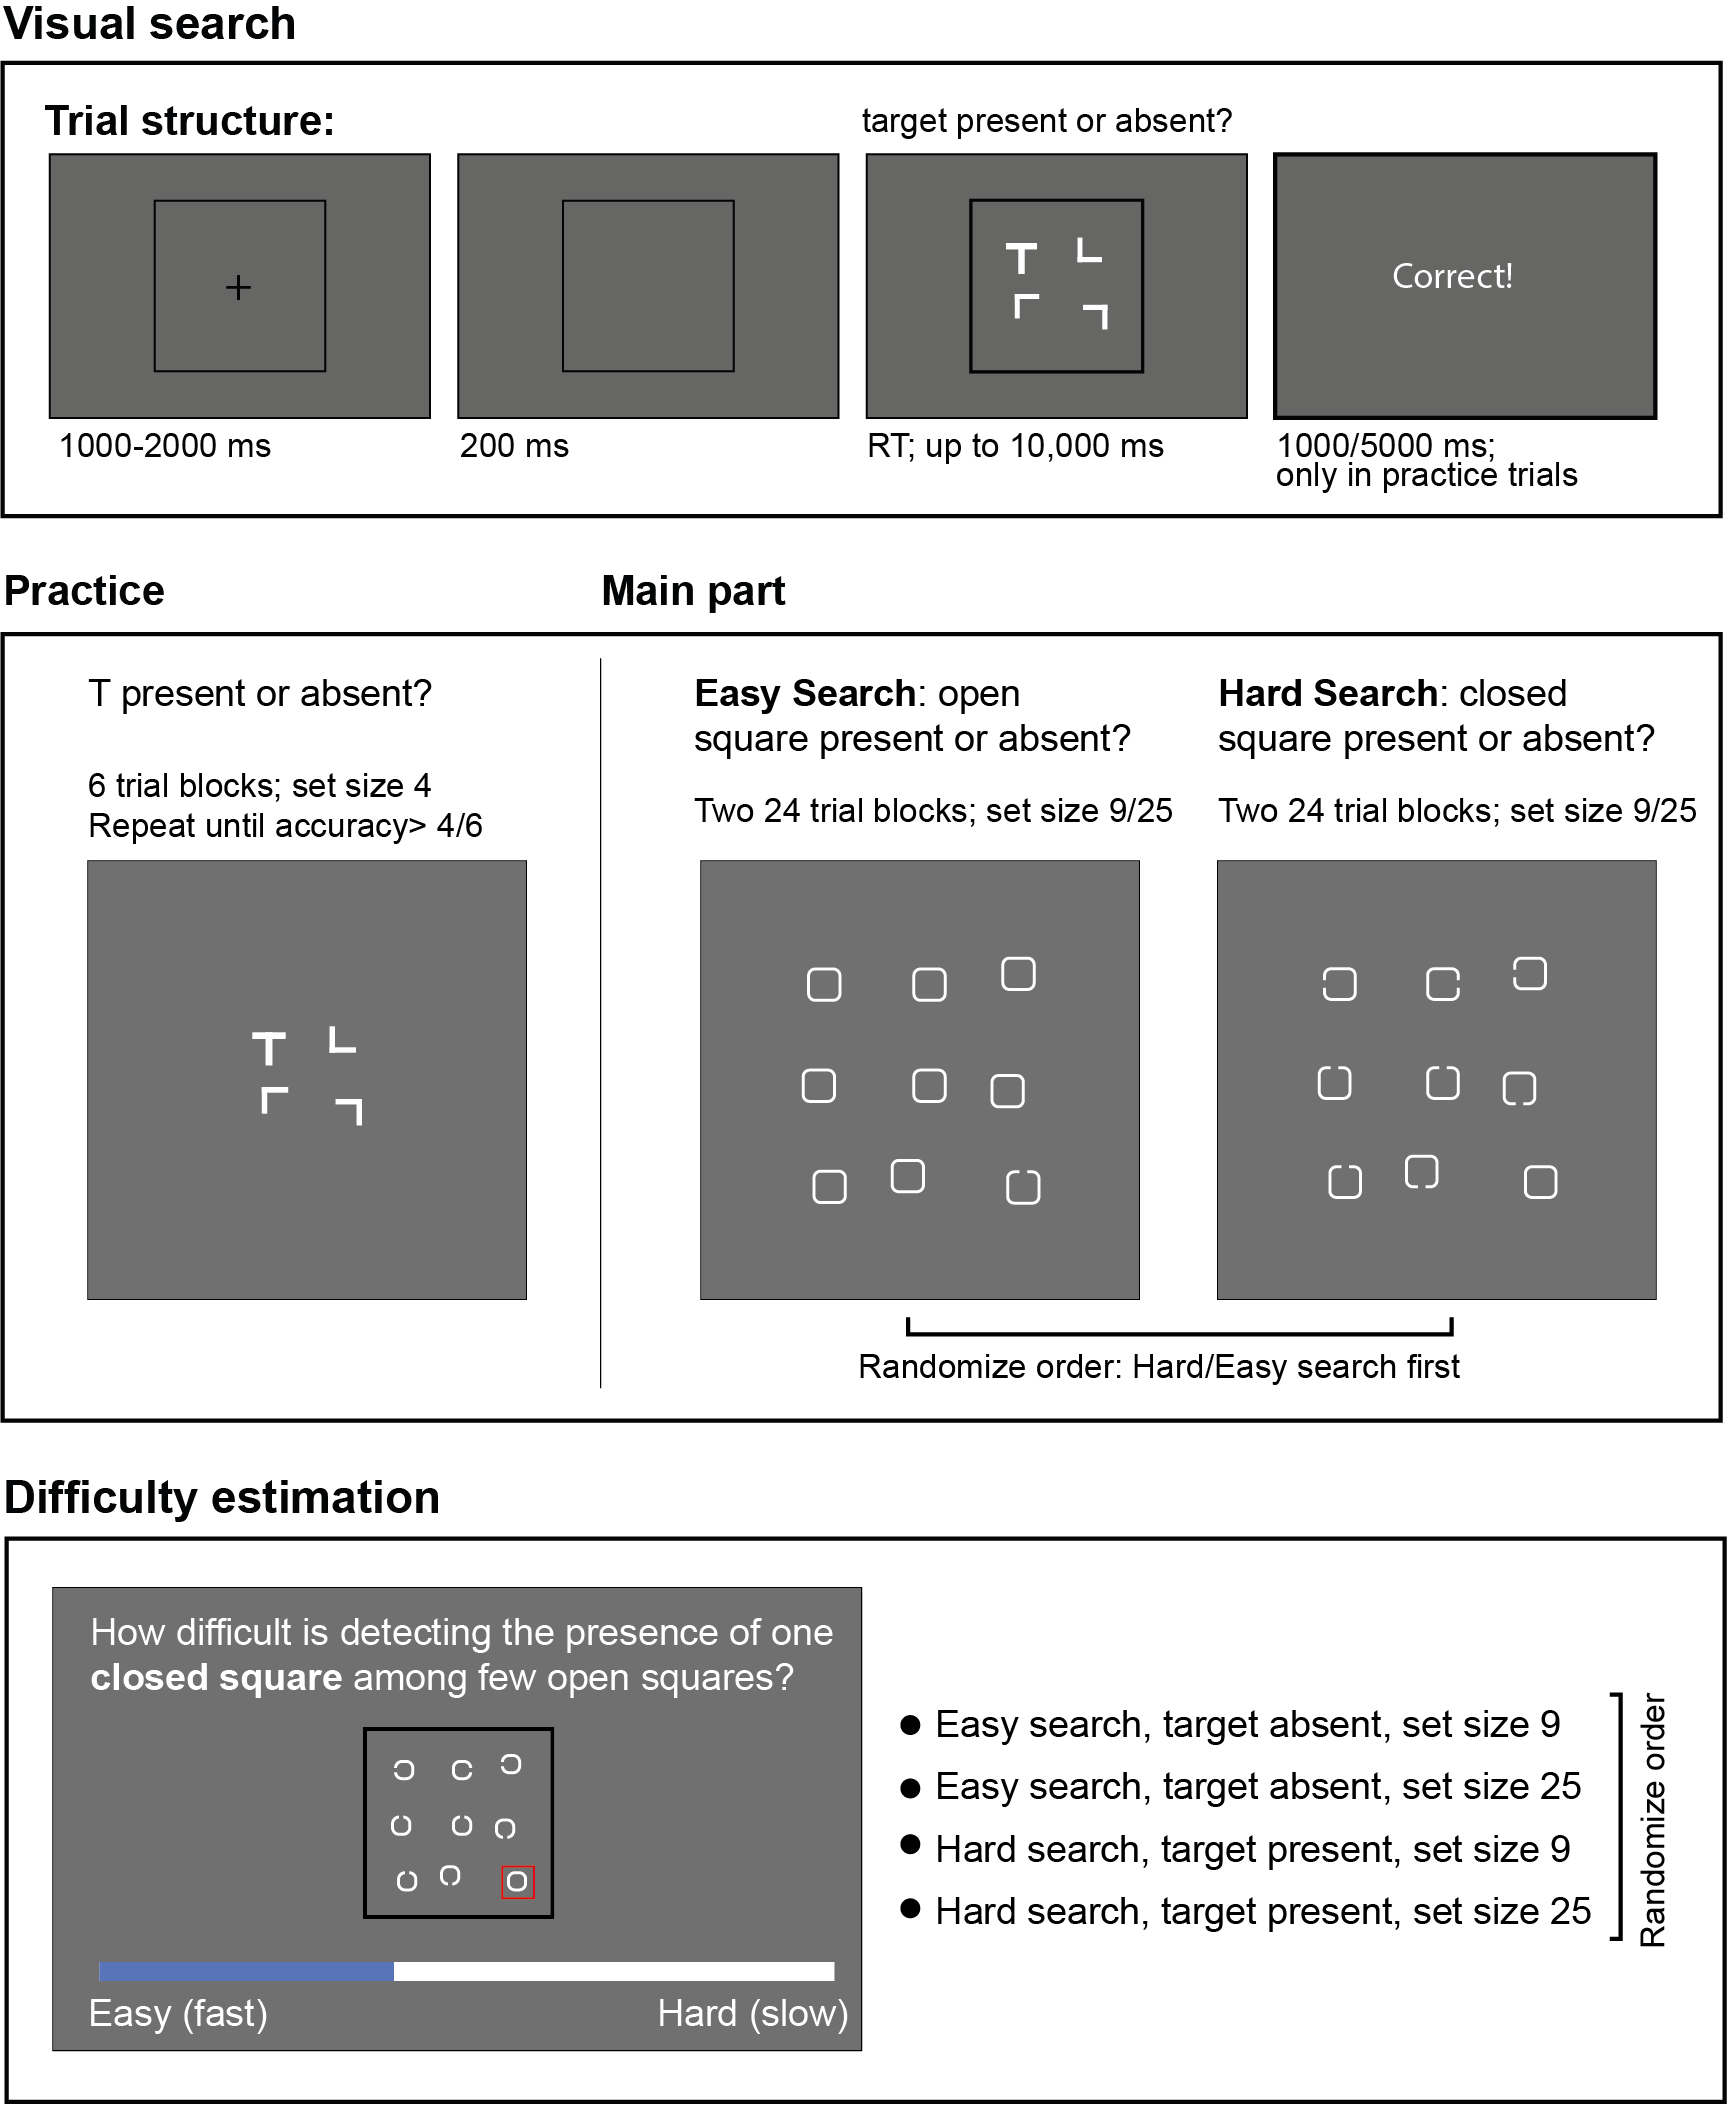 Visual search
Trial structure:
target present or absent?
Correct!
1000-2000 ms
200 ms
RT; up to 10,000 ms
1000/5000 ms;
only in practice trials
Practice
Main part
T present or absent?
6 trial blocks; set size 4
Repeat until accuracy> 4/6
Easy Search: open
square present or absent?
Two 24 trial blocks; set size 9/25
Hard Search: closed
square present or absent?
Two 24 trial blocks; set size 9/25
Randomize order: Hard/Easy search first
Difficulty estimation
How difficult is detecting the presence of one
closed square among few open squares?
Easy (fast)
Hard (slow)
● Easy search, target absent, set size 9
● Easy search, target absent, set size 25
● Hard search, target present, set size 9
● Hard search, target present, set size 25
Randomize order